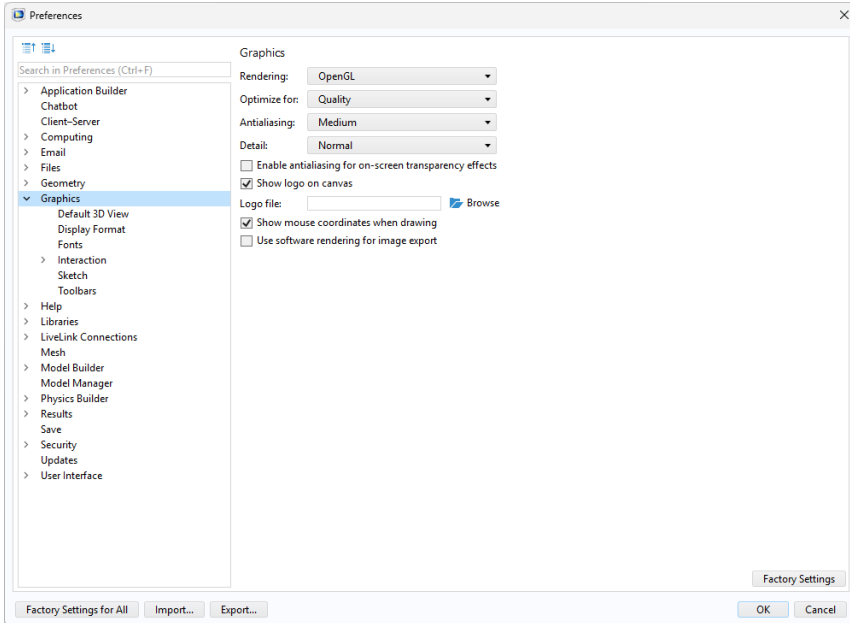 Preferences
Search in Preferences (Ctrl+F)
Application Builder
Chatbot
Client–Server
Computing
Email
Files
Geometry
Graphics
Default 3D View
Display Format
Fonts
Interaction
Sketch
Toolbars
Help
Libraries
LiveLink Connections
Mesh
Model Builder
Model Manager
Physics Builder
Results
Save
Security
Updates
User Interface
Graphics
Rendering: OpenGL
Optimize for: Quality
Antialiasing: Medium
Detail: Normal
Enable antialiasing for on-screen transparency effects
Show logo on canvas
Logo file: Browse
Show mouse coordinates when drawing
Use software rendering for image export
Factory Settings
Factory Settings for All Import... Export... OK Cancel